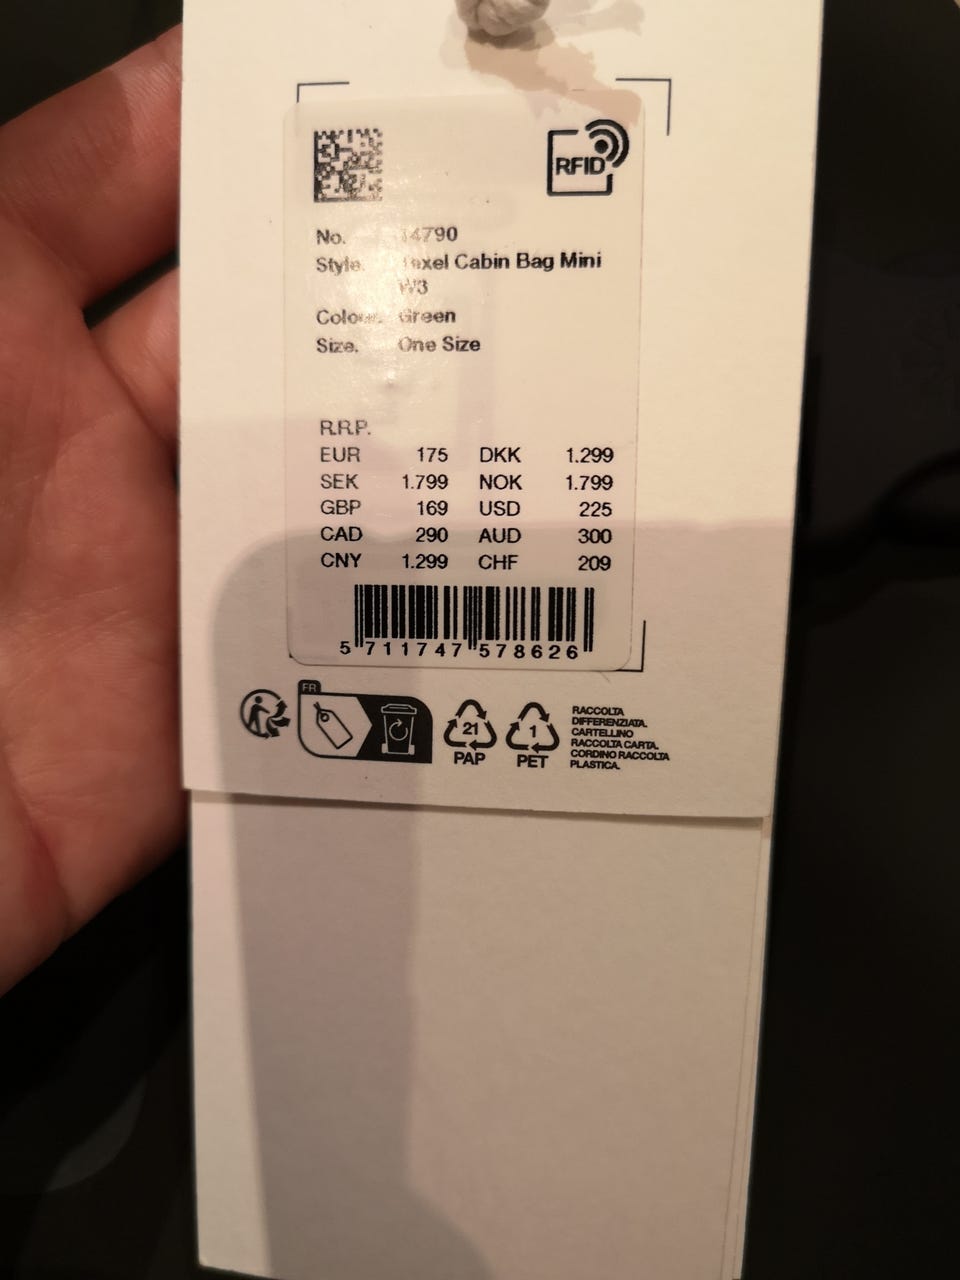 RFID
No. 14790
Style. Texel Cabin Bag Mini
W3
Colour. Green
Size. One Size
R.R.P.
EUR 175 DKK 1.299
SEK 1.799 NOK 1.799
GBP 169 USD 225
CAD 290 AUD 300
CNY 1.299 CHF 209
5 711747 578626
FR
21
PAP
1
PET
RACCOLTA
DIFFERENZIATA.
CARTELLINO
RACCOLTA CARTA.
CORDINO RACCOLTA
PLASTICA.